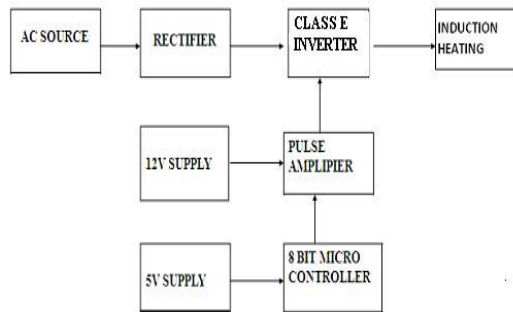 AC SOURCE
RECTIFIER
CLASS E
INVERTER
INDUCTION
HEATING
12V SUPPLY
PULSE
AMPLIPIER
5V SUPPLY
8 BIT MICRO
CONTROLLER